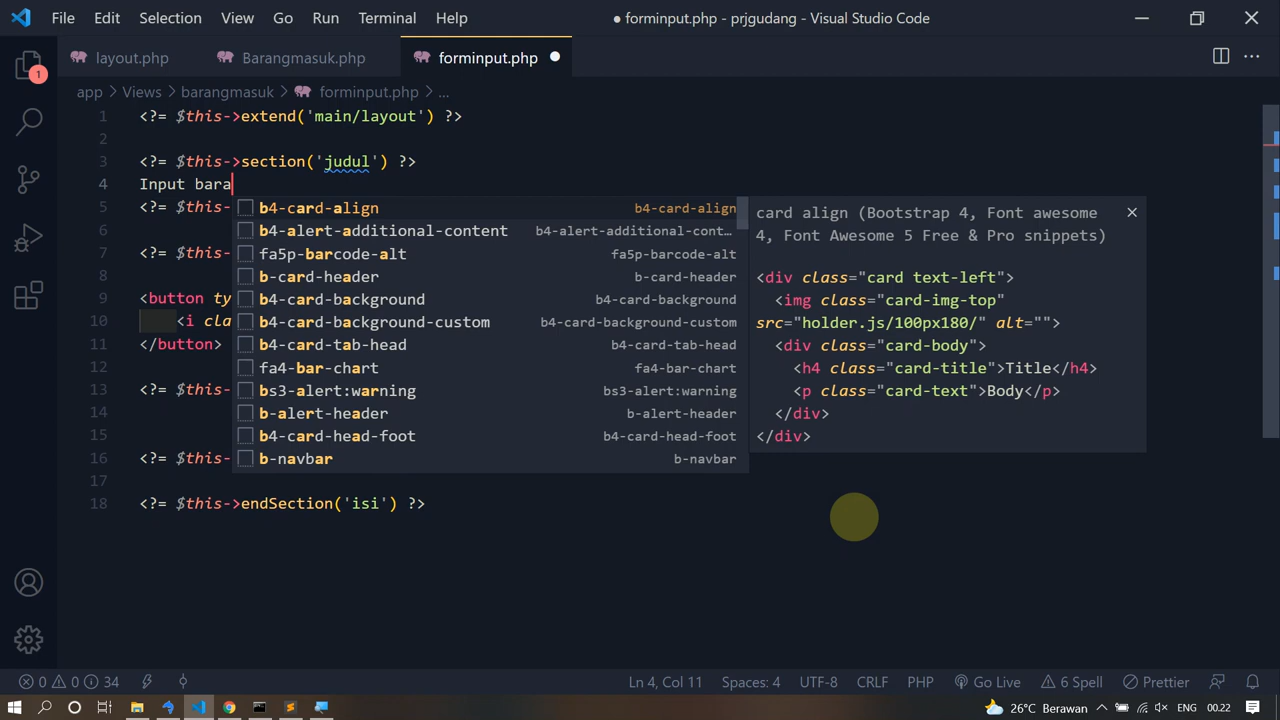 File Edit Selection View Go Run Terminal Help
● forminput.php - prjgudang - Visual Studio Code
layout.php Barangmasuk.php forminput.php
1
app > Views > barangmasuk > forminput.php > ...
1 <?= $this->extend('main/layout') ?>
2
3 <?= $this->section('judul') ?>
4 Input bara
5 <?= $this-
6
7 <?= $this-
8
9 <button ty
10 <i cla
11 </button>
12
13 <?= $this-
14
15
16 <?= $this-
17
18 <?= $this->endSection('isi') ?>
b4-card-align b4-card-align
b4-alert-additional-content b4-alert-additional-cont…
fa5p-barcode-alt fa5p-barcode-alt
b-card-header b-card-header
b4-card-background b4-card-background
b4-card-background-custom b4-card-background-custom
b4-card-tab-head b4-card-tab-head
fa4-bar-chart fa4-bar-chart
bs3-alert:warning bs3-alert:warning
b-alert-header b-alert-header
b4-card-head-foot b4-card-head-foot
b-navbar b-navbar
card align (Bootstrap 4, Font awesome
4, Font Awesome 5 Free & Pro snippets)
<div class="card text-left">
<img class="card-img-top"
src="holder.js/100px180/" alt="">
<div class="card-body">
<h4 class="card-title">Title</h4>
<p class="card-text">Body</p>
</div>
</div>
0 0 34 Ln 4, Col 11 Spaces: 4 UTF-8 CRLF PHP Go Live 6 Spell Prettier
26°C Berawan ENG 00.22